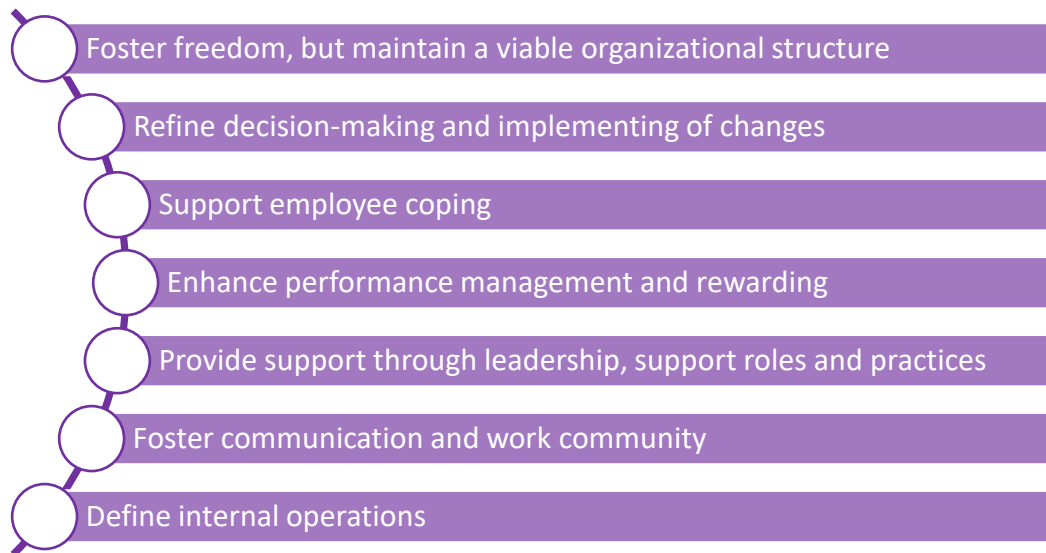 Foster freedom, but maintain a viable organizational structure
Refine decision-making and implementing of changes
Support employee coping
Enhance performance management and rewarding
Provide support through leadership, support roles and practices
Foster communication and work community
Define internal operations